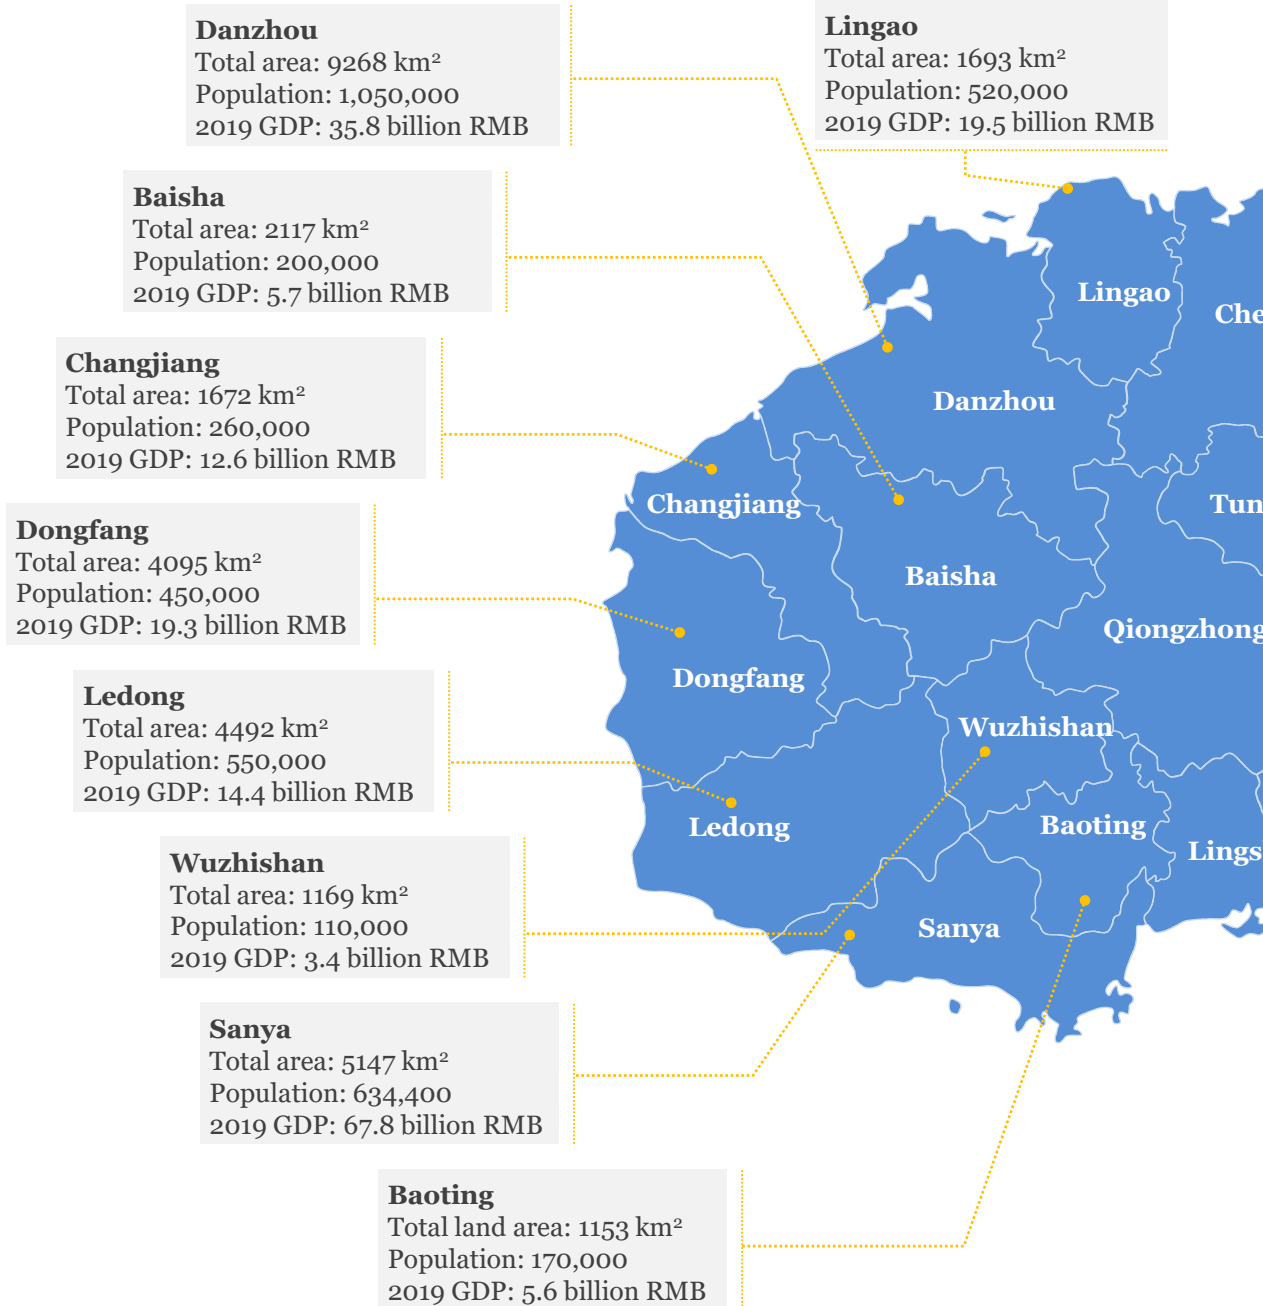 Danzhou
Total area: 9268 km²
Population: 1,050,000
2019 GDP: 35.8 billion RMB
Lingao
Total area: 1693 km²
Population: 520,000
2019 GDP: 19.5 billion RMB
Baisha
Total area: 2117 km²
Population: 200,000
2019 GDP: 5.7 billion RMB
Changjiang
Total area: 1672 km²
Population: 260,000
2019 GDP: 12.6 billion RMB
Dongfang
Total area: 4095 km²
Population: 450,000
2019 GDP: 19.3 billion RMB
Ledong
Total area: 4492 km²
Population: 550,000
2019 GDP: 14.4 billion RMB
Wuzhishan
Total area: 1169 km²
Population: 110,000
2019 GDP: 3.4 billion RMB
Sanya
Total area: 5147 km²
Population: 634,400
2019 GDP: 67.8 billion RMB
Baoting
Total land area: 1153 km²
Population: 170,000
2019 GDP: 5.6 billion RMB
Lingao
Che
Danzhou
Changjiang
Tun
Baisha
Qiongzhong
Dongfang
Wuzhishan
Ledong
Baoting
Lings
Sanya